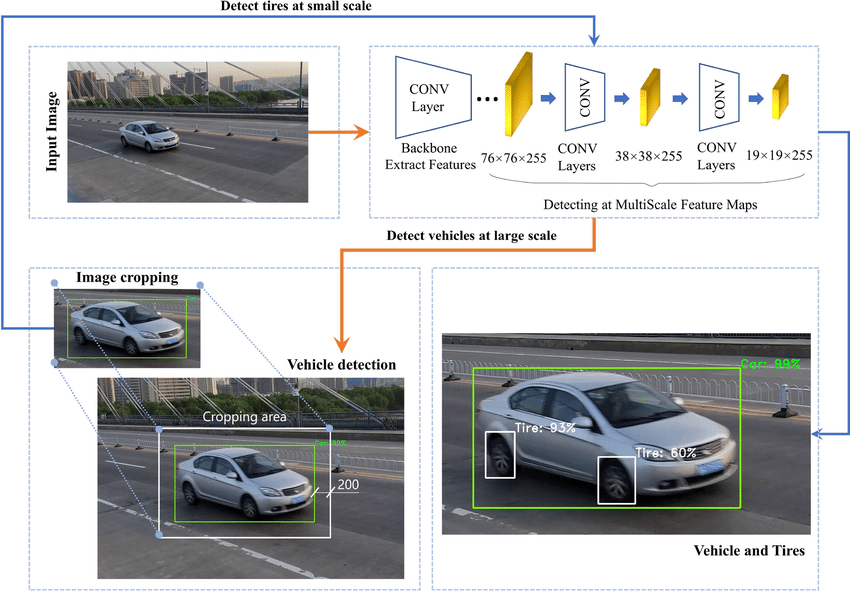 Detect tires at small scale
Input Image
CONV
Layer
Backbone
Extract Features
76×76×255
CONV
CONV
Layers
38×38×255
CONV
CONV
Layers
19×19×255
Detecting at MultiScale Feature Maps
Detect vehicles at large scale
Image cropping
Vehicle detection
Cropping area
200
Car: 99%
Tire: 93%
Tire: 60%
Vehicle and Tires